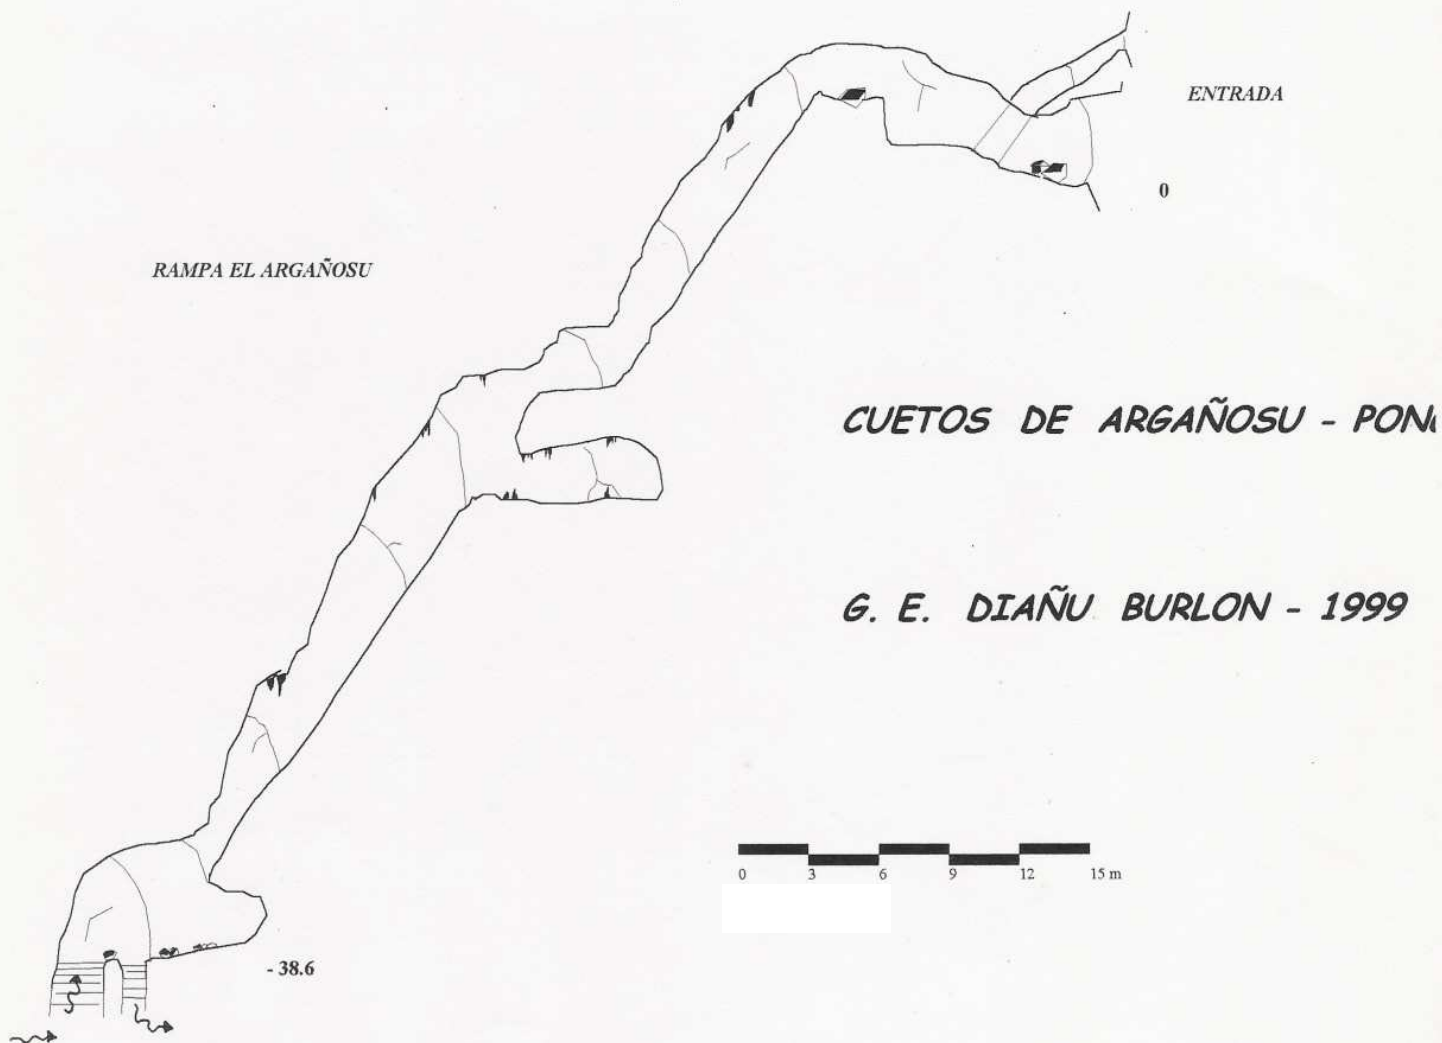 ENTRADA
0
RAMPA EL ARGAÑOSU
CUETOS DE ARGAÑOSU -
G. E. DIAÑU BURLON - 1999
0 3 6 9 12 15 m
- 38.6